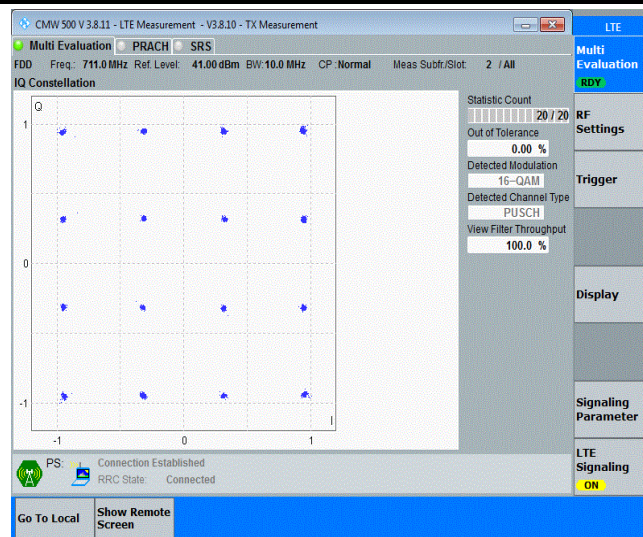 CMW 500 V 3.8.11 - LTE Measurement - V3.8.10 - TX Measurement
LTE
Multi Evaluation PRACH SRS
Multi
Evaluation
RDY
FDD Freq.: 711.0 MHz Ref. Level: 41.00 dBm BW: 10.0 MHz CP : Normal Meas Subfr./Slot: 2 / All
IQ Constellation
Q
1
0
-1
-1 0 1
I
Statistic Count
20 / 20
Out of Tolerance
0.00 %
Detected Modulation
16-QAM
Detected Channel Type
PUSCH
View Filter Throughput
100.0 %
RF
Settings
Trigger
Display
Signaling
Parameter
LTE
Signaling
ON
PS: Connection Established
RRC State: Connected
Go To Local
Show Remote
Screen